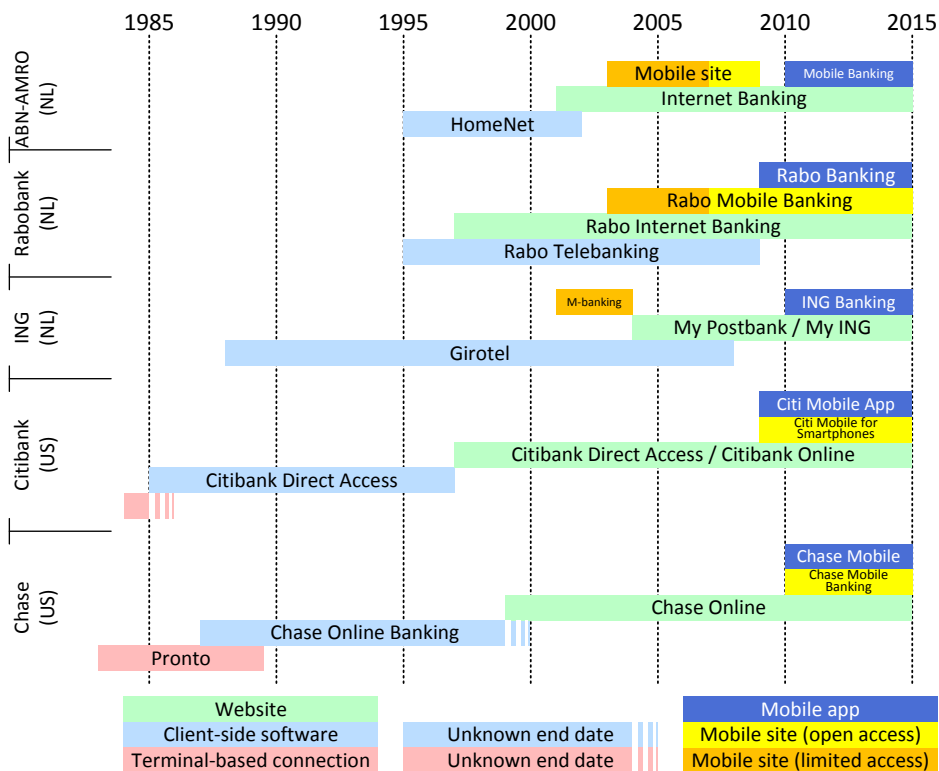 1985 1990 1995 2000 2005 2010 2015
ABN-AMRO
(NL)
Mobile site
Mobile Banking
Internet Banking
HomeNet
Rabobank
(NL)
Rabo Banking
Rabo Mobile Banking
Rabo Internet Banking
Rabo Telebanking
ING
(NL)
M-banking
ING Banking
My Postbank / My ING
Girotel
Citibank
(US)
Citi Mobile App
Citi Mobile for
Smartphones
Citibank Direct Access / Citibank Online
Citibank Direct Access
Chase
(US)
Chase Mobile
Chase Mobile
Banking
Chase Online
Chase Online Banking
Pronto
Website
Client-side software
Terminal-based connection
Unknown end date
Unknown end date
Mobile app
Mobile site (open access)
Mobile site (limited access)